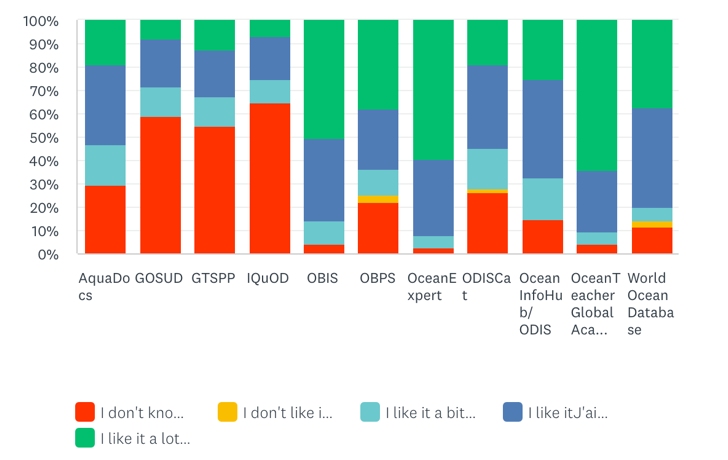 100%
90%
80%
70%
60%
50%
40%
30%
20%
10%
0%
AquaDo GOSUD GTSPP IQuOD OBIS OBPS OceanE ODISCa Ocean OceanT World
cs xpert t InfoHu eacher Ocean
b/ Global Databa
ODIS Aca... se
I don't kno... I don't like i... I like it a bit... I like itJ'ai...
I like it a lot...